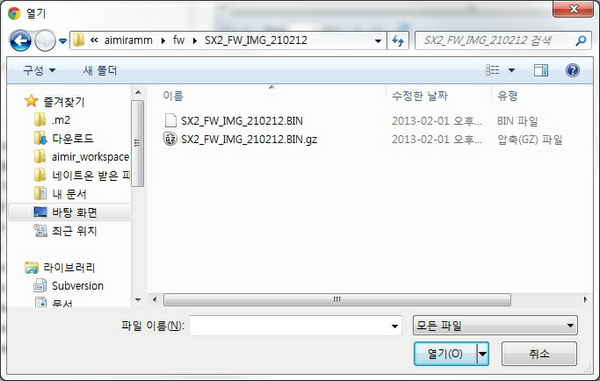 열기
« aimiramm ▸ fw ▸ SX2_FW_IMG_210212
SX2_FW_IMG_210212 검색
구성 새 폴더
즐겨찾기
.m2
다운로드
aimir_workspace
네이트온 받은 파
내 문서
바탕 화면
최근 위치
라이브러리
Subversion
문서
이름 수정한 날짜 유형
SX2_FW_IMG_210212.BIN 2013-02-01 오후... BIN 파일
SX2_FW_IMG_210212.BIN.gz 2013-02-01 오후... 압축(GZ) 파일
파일 이름(N): 모든 파일
열기(O) 취소